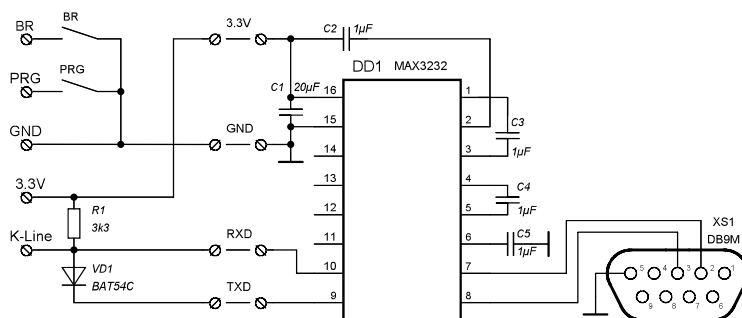 BR
BR
PRG
PRG
GND
3.3V
K-Line
R1
3k3
VD1
BAT54C
3.3V
GND
RXD
TXD
C1
20µF
C2
1µF
DD1 MAX3232
16
15
14
13
12
11
10
9
1
2
3
4
5
6
7
8
C3
1µF
C4
1µF
C5
1µF
XS1
DB9M
5 4 3 2 1
9 8 7 6